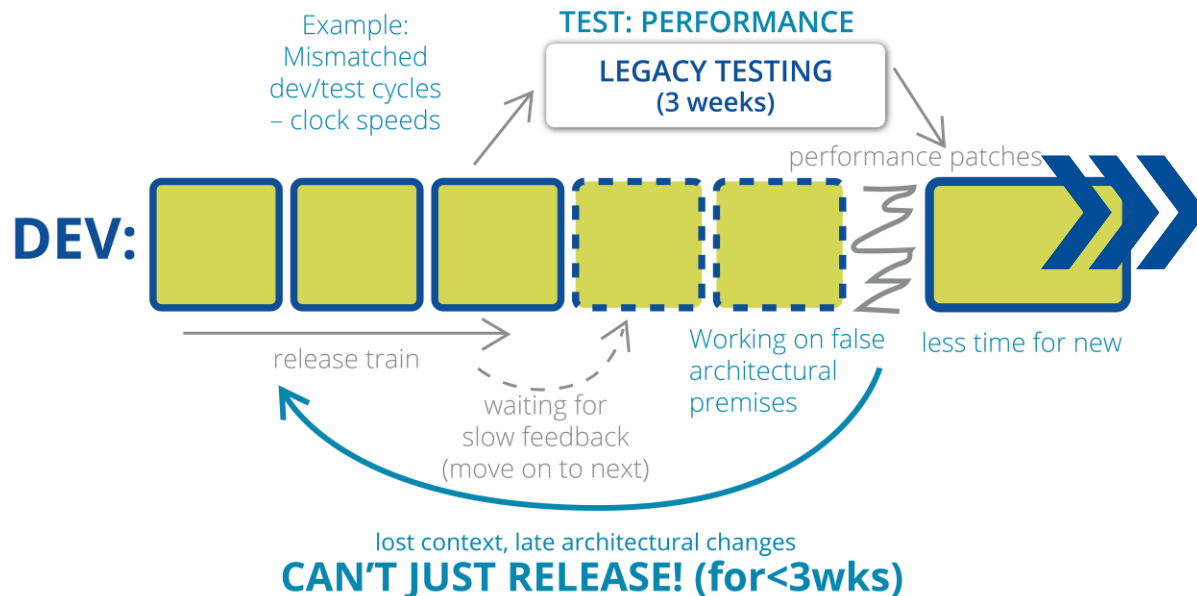 Example:
Mismatched
dev/test cycles
– clock speeds
TEST: PERFORMANCE
LEGACY TESTING
(3 weeks)
performance patches
DEV:
release train
waiting for
slow feedback
(move on to next)
Working on false
architectural
premises
less time for new
lost context, late architectural changes
CAN’T JUST RELEASE! (for<3wks)